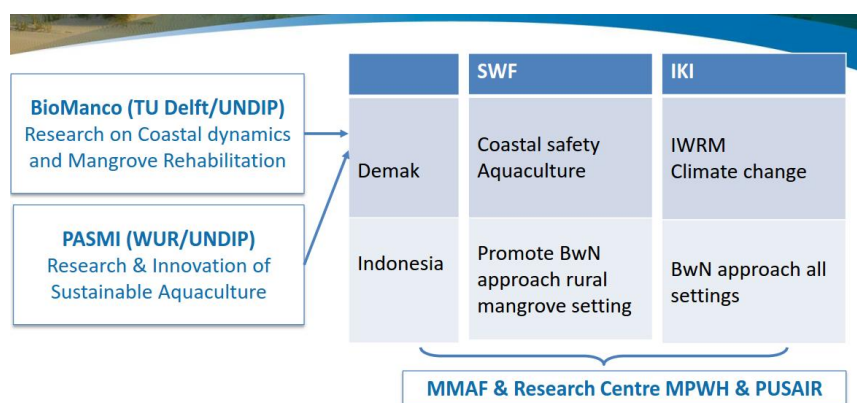 BioManco (TU Delft/UNDIP)
Research on Coastal dynamics
and Mangrove Rehabilitation
PASMI (WUR/UNDIP)
Research & Innovation of
Sustainable Aquaculture
SWF
IKI
Demak
Coastal safety
Aquaculture
IWRM
Climate change
Indonesia
Promote BwN
approach rural
mangrove setting
BwN approach all
settings
MMAF & Research Centre MPWH & PUSAIR